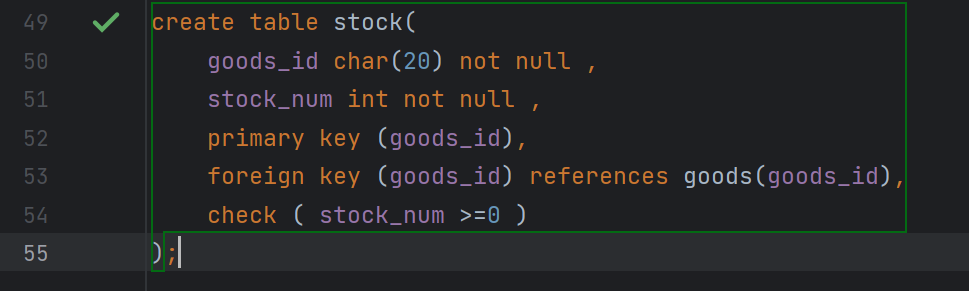 49 create table stock(
50 goods_id char(20) not null ,
51 stock_num int not null ,
52 primary key (goods_id),
53 foreign key (goods_id) references goods(goods_id),
54 check ( stock_num >=0 )
55 );